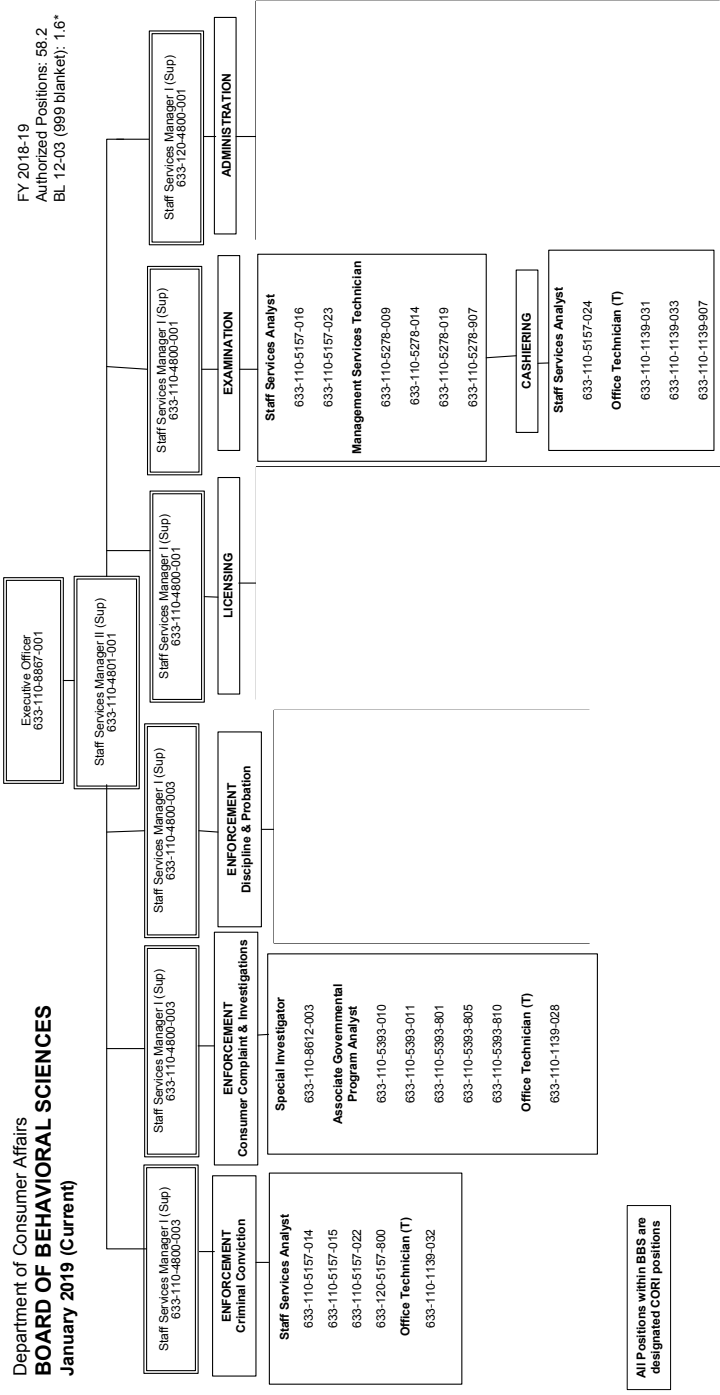 Department of Consumer Affairs
BOARD OF BEHAVIORAL SCIENCES
January 2019 (Current)
FY 2018-19
Authorized Positions: 58.2
BL 12-03 (999 blanket): 1.6*
Executive Officer
633-110-8867-001
Staff Services Manager II (Sup)
633-110-4801-001
Staff Services Manager I (Sup)
633-110-4800-003
ENFORCEMENT
Criminal Conviction
Staff Services Analyst
633-110-5157-014
633-110-5157-015
633-110-5157-022
633-120-5157-800
Office Technician (T)
633-110-1139-032
Staff Services Manager I (Sup)
633-110-4800-003
ENFORCEMENT
Consumer Complaint & Investigations
Special Investigator
633-110-8612-003
Associate Governmental
Program Analyst
633-110-5393-010
633-110-5393-011
633-110-5393-801
633-110-5393-805
633-110-5393-810
Office Technician (T)
633-110-1139-028
Staff Services Manager I (Sup)
633-110-4800-003
ENFORCEMENT
Discipline & Probation
Staff Services Manager I (Sup)
633-110-4800-001
LICENSING
Staff Services Manager I (Sup)
633-110-4800-001
EXAMINATION
Staff Services Analyst
633-110-5157-016
633-110-5157-023
Management Services Technician
633-110-5278-009
633-110-5278-014
633-110-5278-019
633-110-5278-907
CASHIERING
Staff Services Analyst
633-110-5157-024
Office Technician (T)
633-110-1139-031
633-110-1139-033
633-110-1139-907
Staff Services Manager I (Sup)
633-120-4800-001
ADMINISTRATION
All Positions within BBS are
designated CORI positions